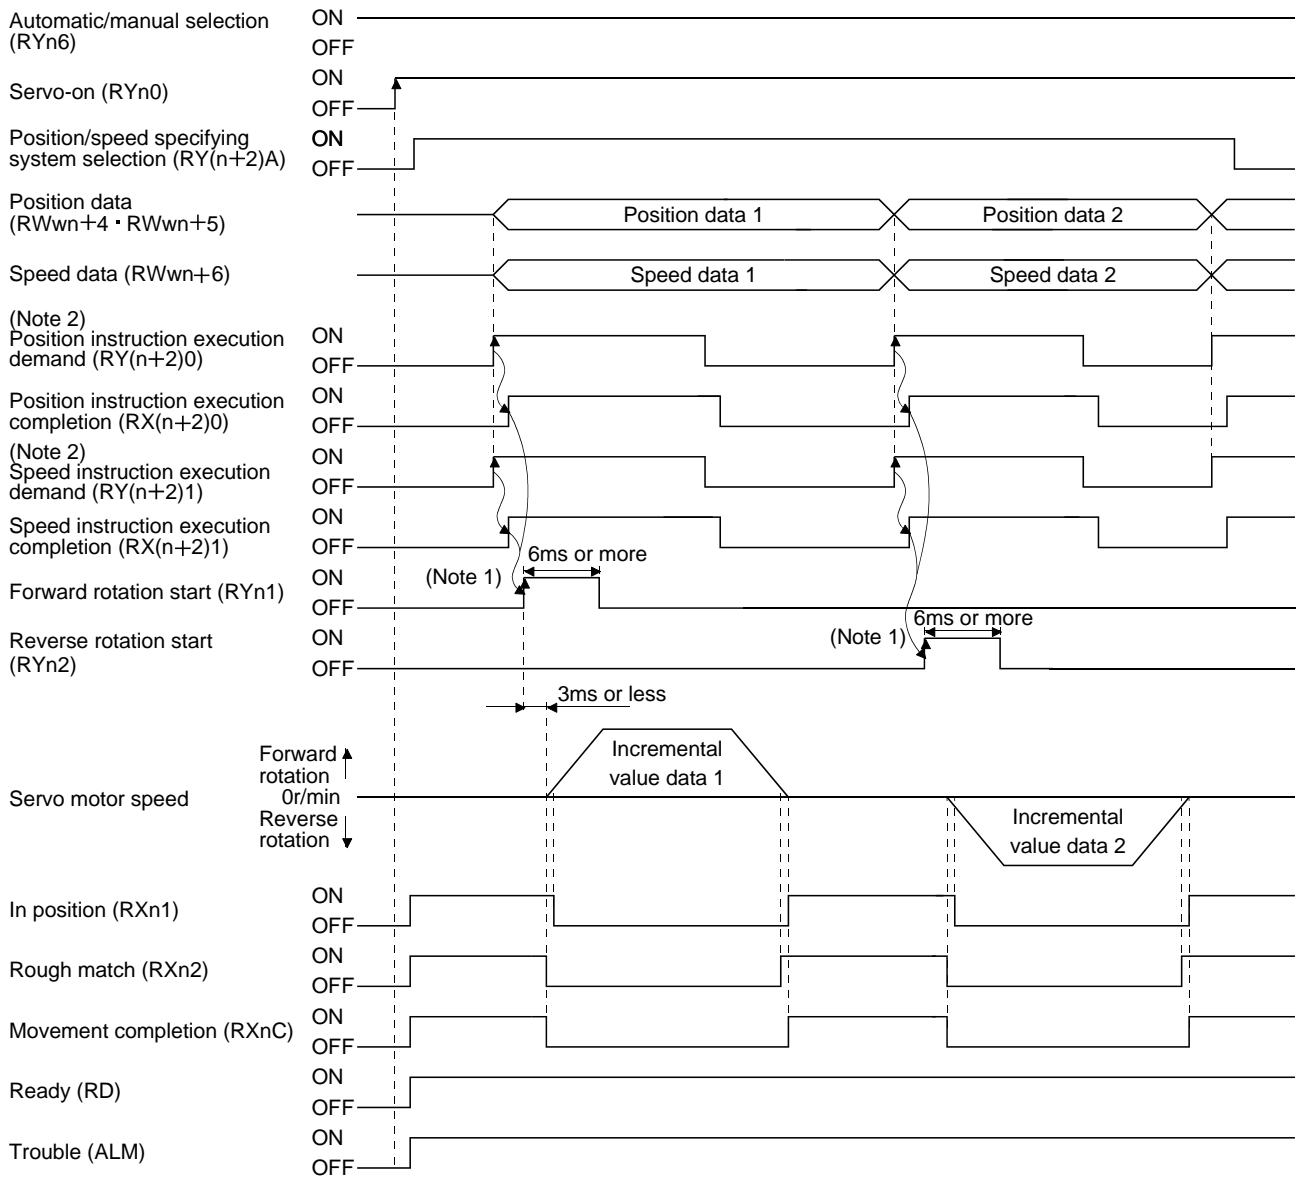 Automatic/manual selection
(RYn6)
ON
OFF
Servo-on (RYn0)
ON
OFF
Position/speed specifying
system selection (RY(n+2)A)
ON
OFF
Position data
(RWwn+4 · RWwn+5)
Position data 1
Position data 2
Speed data (RWwn+6)
Speed data 1
Speed data 2
(Note 2)
Position instruction execution
demand (RY(n+2)0)
ON
OFF
Position instruction execution
completion (RX(n+2)0)
ON
OFF
(Note 2)
Speed instruction execution
demand (RY(n+2)1)
ON
OFF
Speed instruction execution
completion (RX(n+2)1)
ON
OFF
Forward rotation start (RYn1)
ON
OFF
(Note 1)
6ms or more
Reverse rotation start
(RYn2)
ON
OFF
(Note 1)
6ms or more
3ms or less
Servo motor speed
Forward
rotation
0r/min
Reverse
rotation
Incremental
value data 1
Incremental
value data 2
In position (RXn1)
ON
OFF
Rough match (RXn2)
ON
OFF
Movement completion (RXnC)
ON
OFF
Ready (RD)
ON
OFF
Trouble (ALM)
ON
OFF